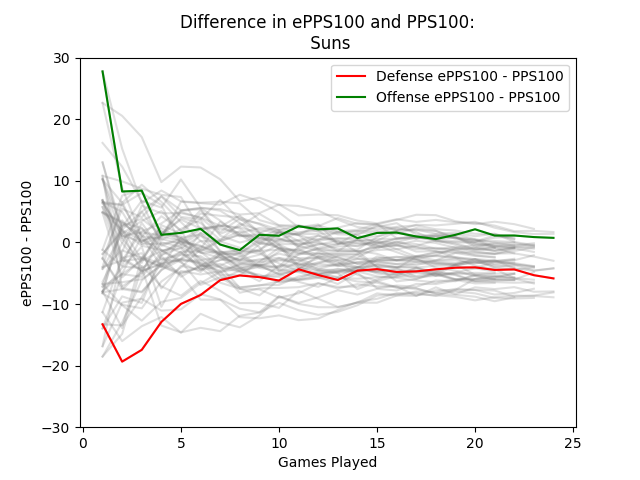 Difference in ePPS100 and PPS100:
Suns
Defense ePPS100 - PPS100
Offense ePPS100 - PPS100
ePPS100 - PPS100
30
20
10
0
−10
−20
−30
0
5
10
15
20
25
Games Played